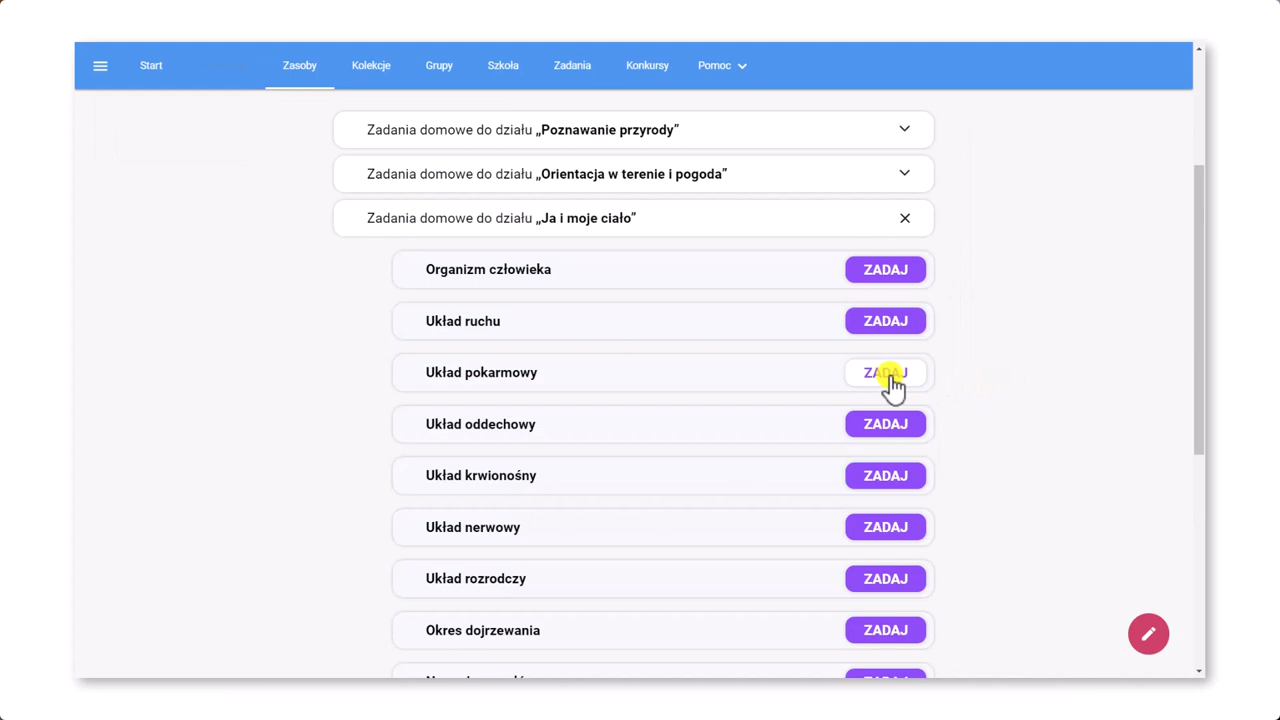 Start
Zasoby
Kolekcje
Grupy
Szkoła
Zadania
Konkursy
Pomoc
Zadania domowe do działu „Poznawanie przyrody”
Zadania domowe do działu „Orientacja w terenie i pogoda”
Zadania domowe do działu „Ja i moje ciało”
Organizm człowieka ZADAJ
Układ ruchu ZADAJ
Układ pokarmowy ZADAJ
Układ oddechowy ZADAJ
Układ krwionośny ZADAJ
Układ nerwowy ZADAJ
Układ rozrodczy ZADAJ
Okres dojrzewania ZADAJ